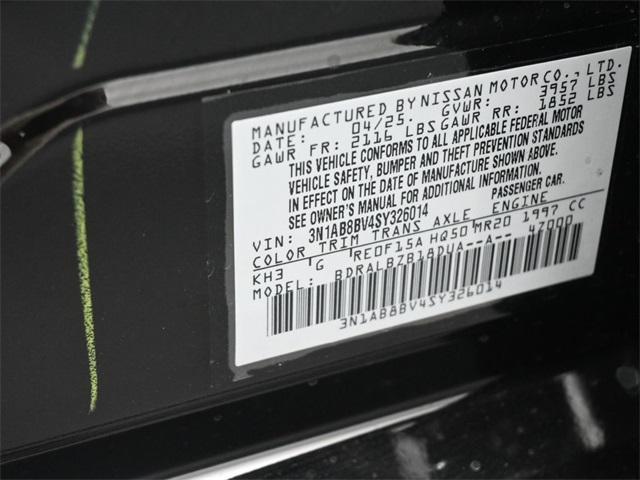 MANUFACTURED BY NISSAN MOTOR CO., LTD.
DATE: 04/25. GVWR: 3957 LBS
GAWR FR: 2116 LBS GAWR RR: 1852 LBS
THIS VEHICLE CONFORMS TO ALL APPLICABLE FEDERAL MOTOR
VEHICLE SAFETY, BUMPER AND THEFT PREVENTION STANDARDS
IN EFFECT ON THE DATE OF MANUFACTURE SHOWN ABOVE.
SEE OWNER'S MANUAL FOR ADDITIONAL INFORMATION.
VIN: 3N1AB8BV4SY326014 PASSENGER CAR.
COLOR TRIM TRANS AXLE ENGINE
KH3 G RE0F15A HQ50 MR20 1997 CC
MODEL: BDRALBZB18DUA--A-- 47000
3N1AB8BV4SY326014